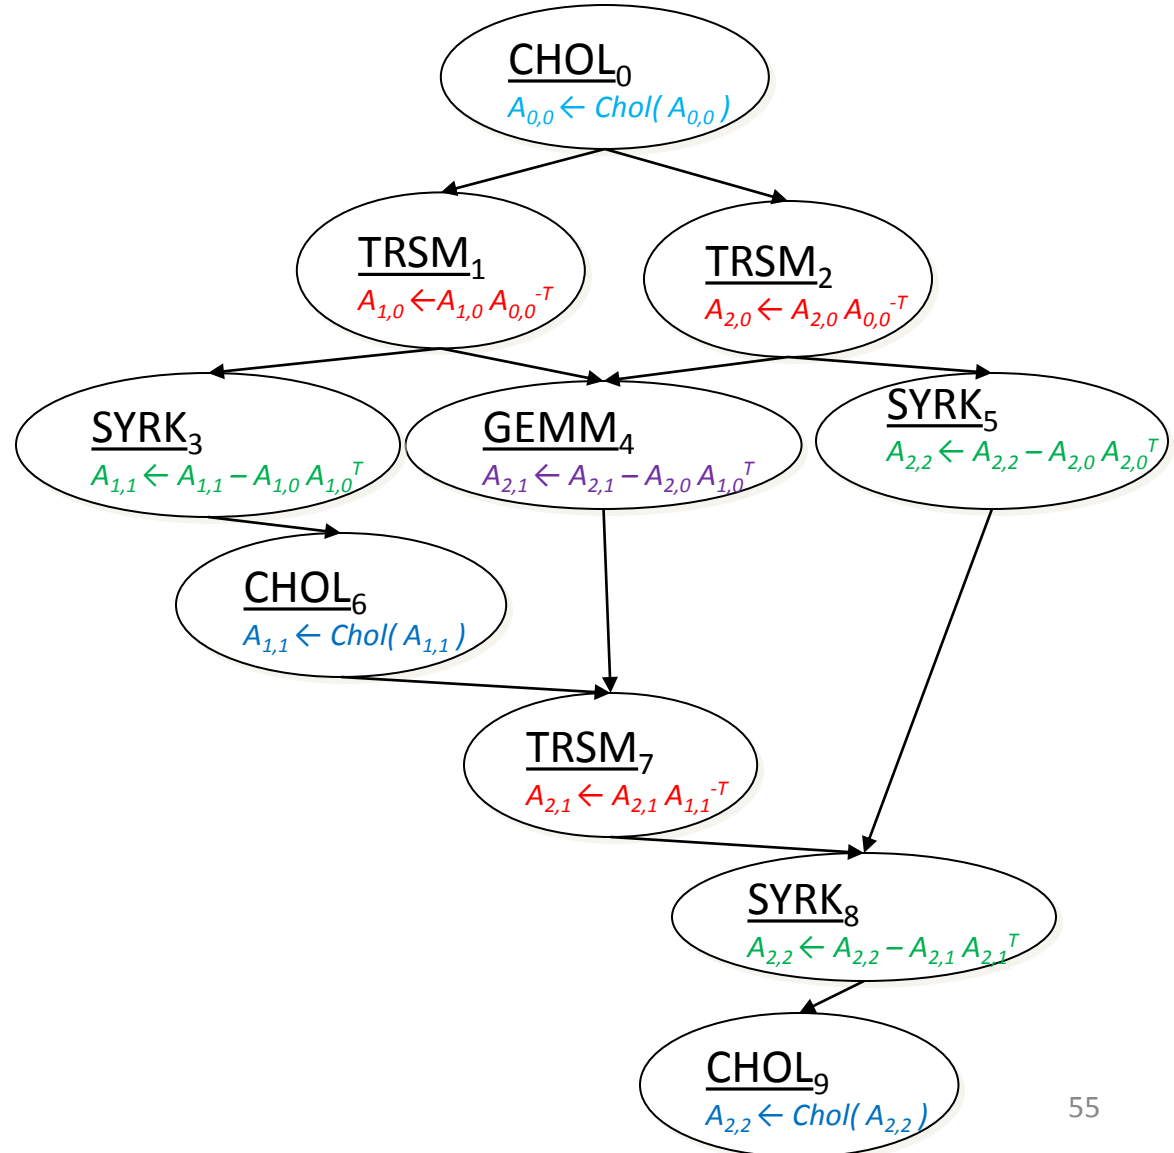 CHOL₀
A₀,₀ ← Chol( A₀,₀ )
TRSM₁
A₁,₀ ←A₁,₀ A₀,₀⁻ᵀ
TRSM₂
A₂,₀ ← A₂,₀ A₀,₀⁻ᵀ
SYRK₃
A₁,₁ ← A₁,₁ – A₁,₀ A₁,₀ᵀ
GEMM₄
A₂,₁ ← A₂,₁ – A₂,₀ A₁,₀ᵀ
SYRK₅
A₂,₂ ← A₂,₂ – A₂,₀ A₂,₀ᵀ
CHOL₆
A₁,₁ ← Chol( A₁,₁ )
TRSM₇
A₂,₁ ← A₂,₁ A₁,₁⁻ᵀ
SYRK₈
A₂,₂ ← A₂,₂ – A₂,₁ A₂,₁ᵀ
CHOL₉
A₂,₂ ← Chol( A₂,₂ )
55